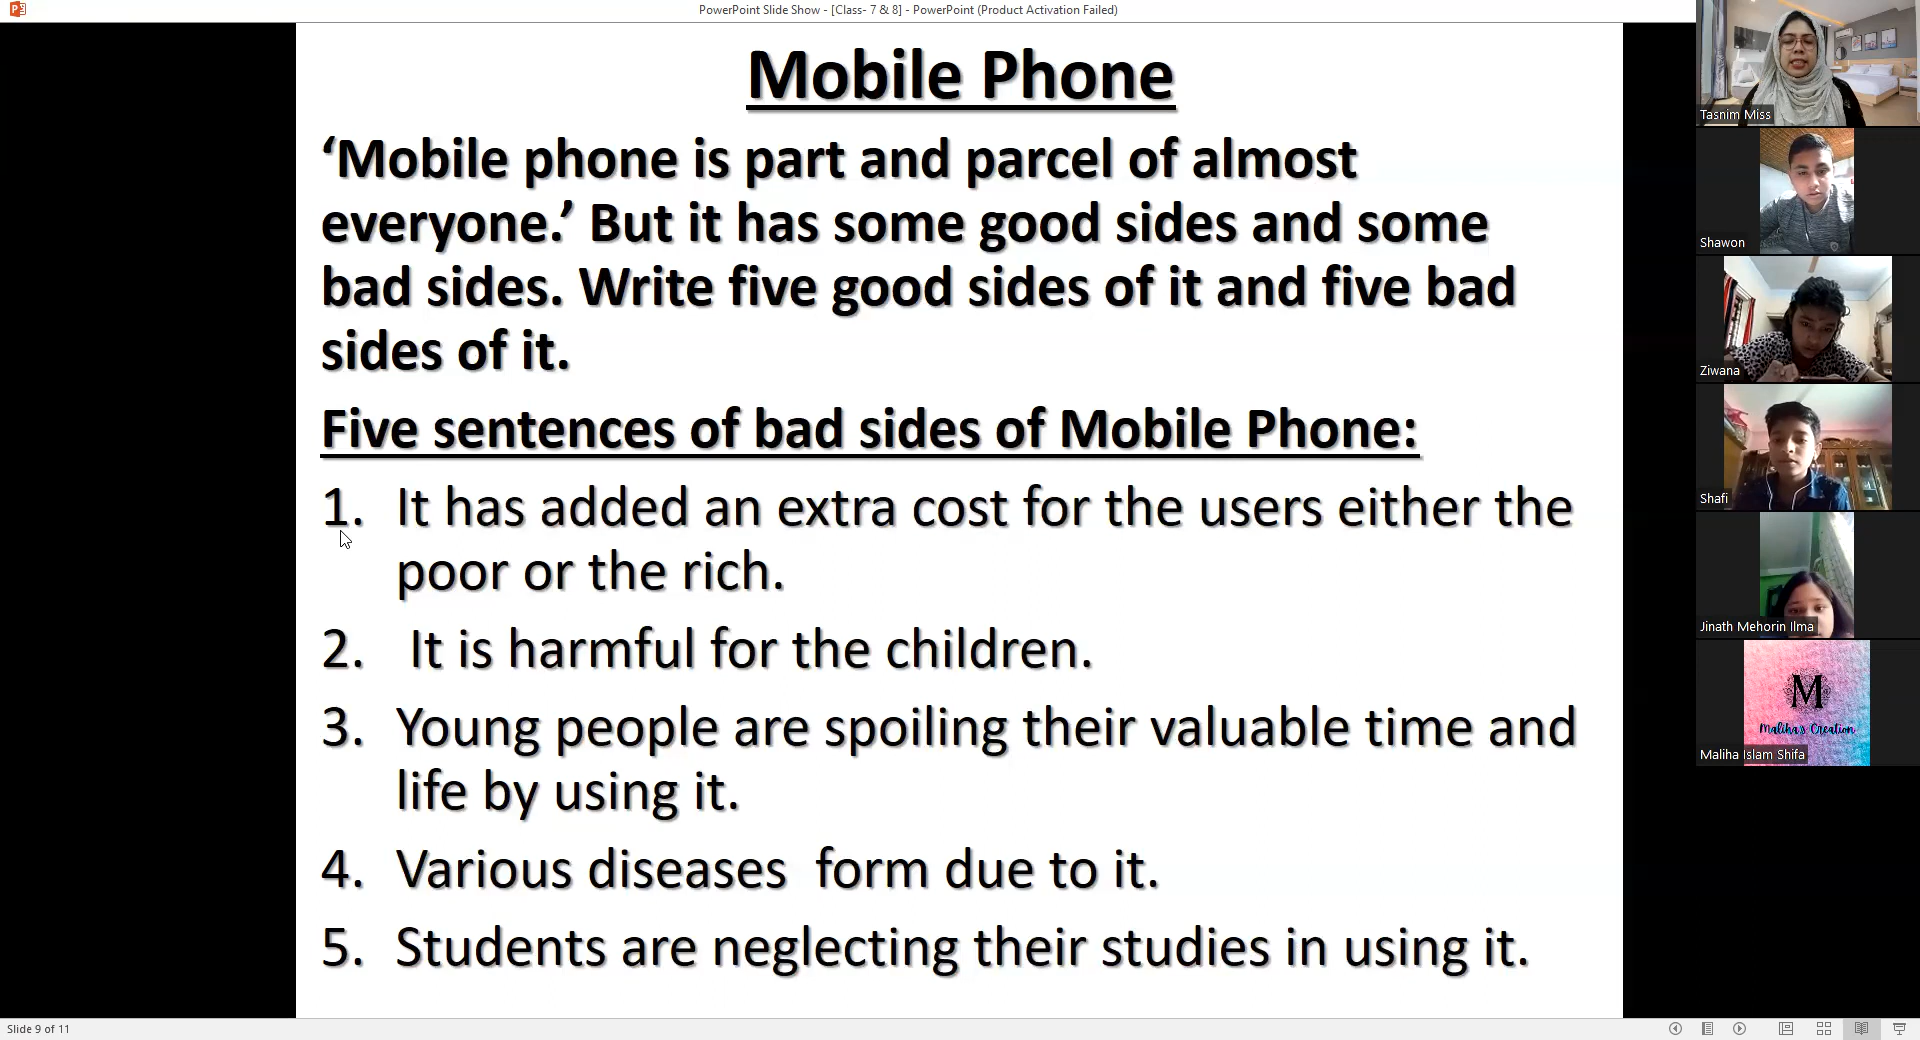 PowerPoint Slide Show - [Class- 7 & 8] - PowerPoint (Product Activation Failed)
Mobile Phone
‘Mobile phone is part and parcel of almost
everyone.’ But it has some good sides and some
bad sides. Write five good sides of it and five bad
sides of it.
Five sentences of bad sides of Mobile Phone:
1. It has added an extra cost for the users either the
poor or the rich.
2. It is harmful for the children.
3. Young people are spoiling their valuable time and
life by using it.
4. Various diseases  form due to it.
5. Students are neglecting their studies in using it.
Tasnim Miss
Shawon
Ziwana
Shafi
Jinath Mehorin Ilma
M
Maliha's Creation
Maliha Islam Shifa
Slide 9 of 11